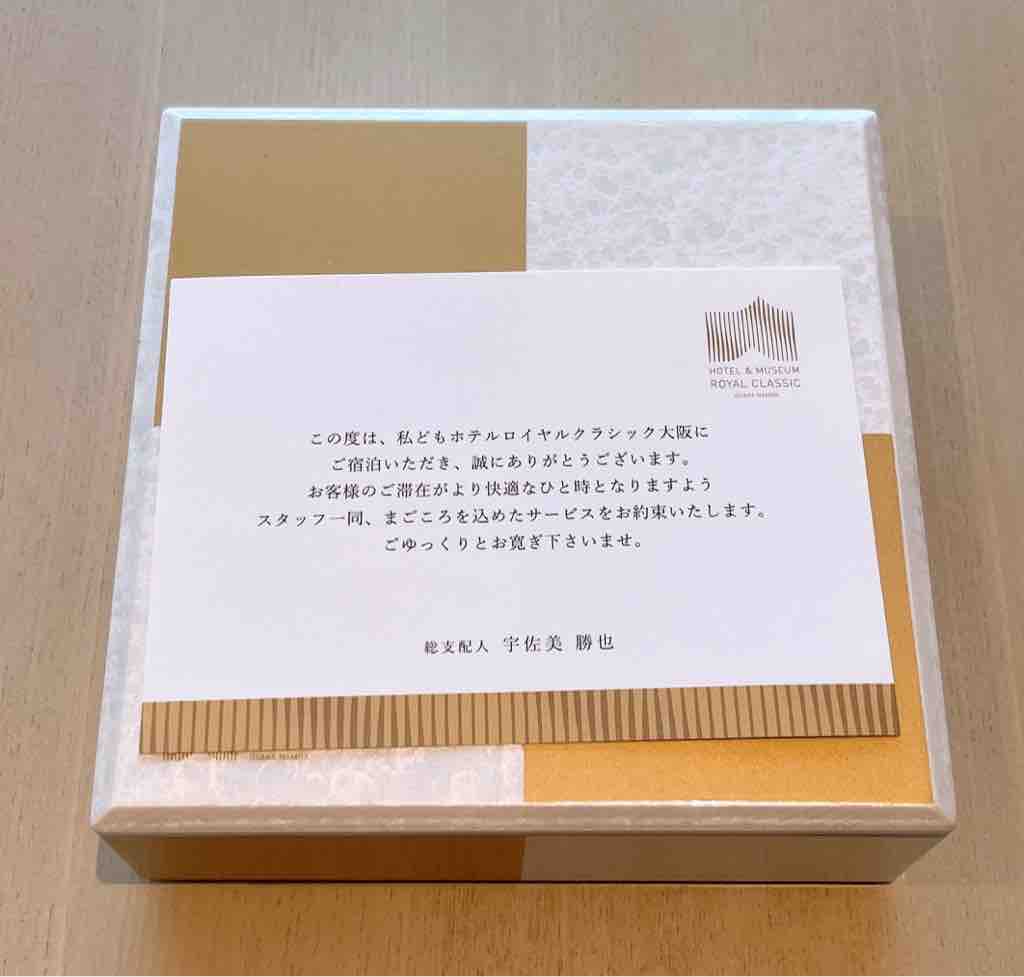 HOTEL & MUSEUM
ROYAL CLASSIC
OSAKA NAMBA
この度は、私どもホテルロイヤルクラシック大阪に
ご宿泊いただき、誠にありがとうございます。
お客様のご滞在がより快適なひと時となりますよう
スタッフ一同、まごころを込めたサービスをお約束いたします。
ごゆっくりとお寛ぎ下さいませ。
総支配人 宇佐美 勝也